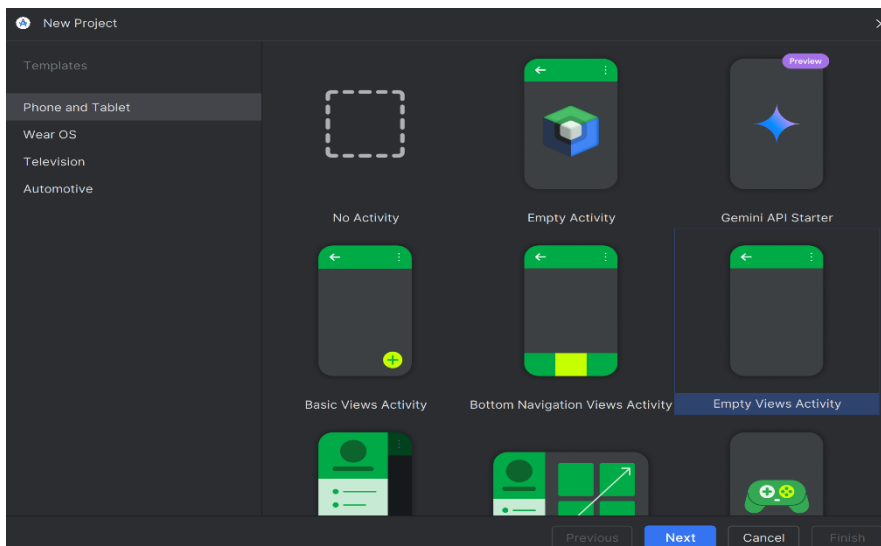 New Project
Templates
Phone and Tablet
Wear OS
Television
Automotive
Preview
No Activity
Empty Activity
Gemini API Starter
Basic Views Activity
Bottom Navigation Views Activity
Empty Views Activity
Previous
Next
Cancel
Finish